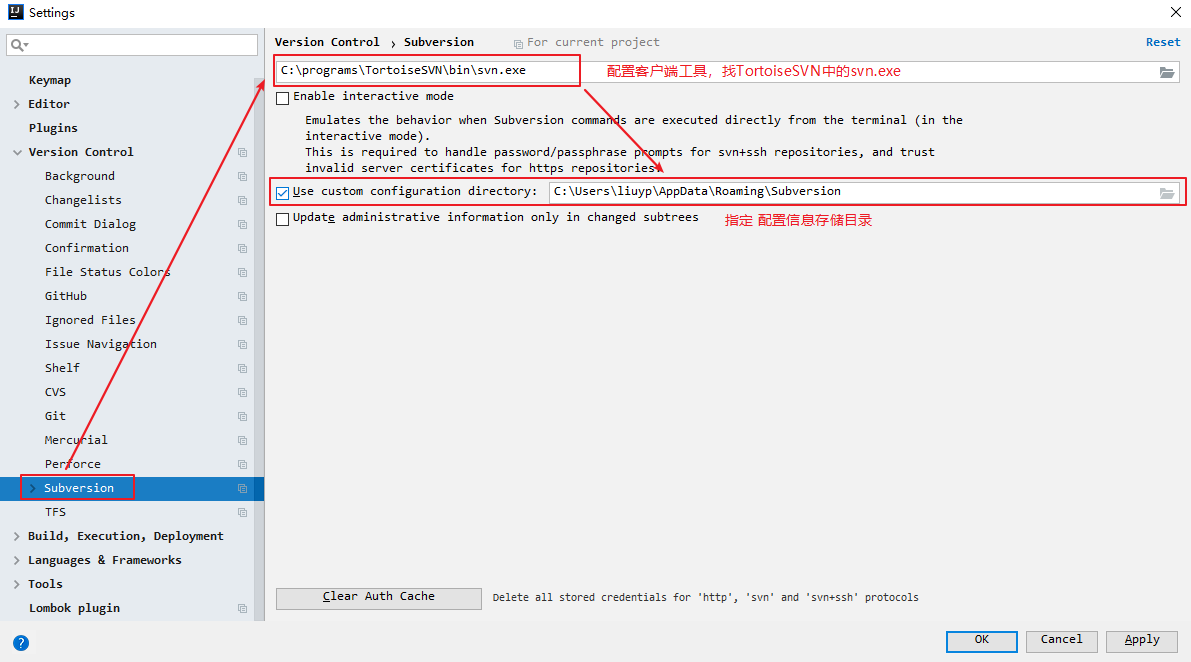 Settings
Version Control › Subversion
For current project
Reset
C:\programs\TortoiseSVN\bin\svn.exe
配置客户端工具，找TortoiseSVN中的svn.exe
Enable interactive mode
Emulates the behavior when Subversion commands are executed directly from the terminal (in the
interactive mode).
This is required to handle password/passphrase prompts for svn+ssh repositories, and trust
invalid server certificates for https repositories.
Use custom configuration directory:
C:\Users\liuyp\AppData\Roaming\Subversion
Update administrative information only in changed subtrees
指定 配置信息存储目录
Keymap
Editor
Plugins
Version Control
Background
Changelists
Commit Dialog
Confirmation
File Status Colors
GitHub
Ignored Files
Issue Navigation
Shelf
CVS
Git
Mercurial
Perforce
Subversion
TFS
Build, Execution, Deployment
Languages & Frameworks
Tools
Lombok plugin
Clear Auth Cache
Delete all stored credentials for 'http', 'svn' and 'svn+ssh' protocols
?
OK
Cancel
Apply